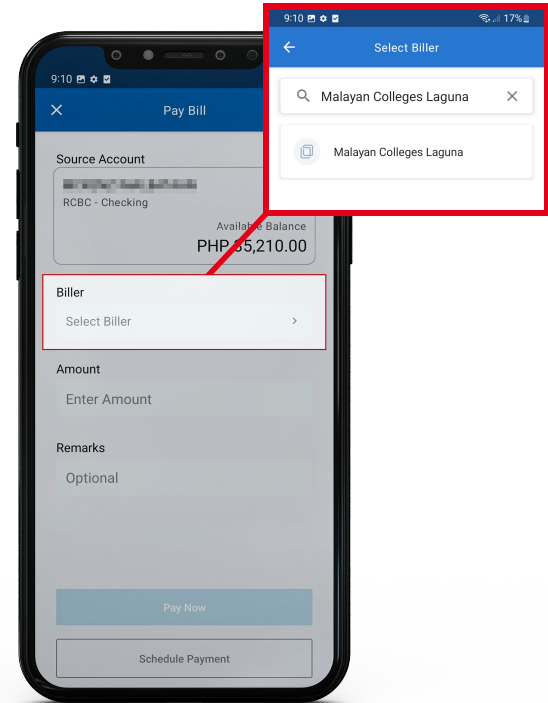 9:10
Pay Bill
Source Account
RCBC - Checking
Available Balance
PHP 35,210.00
Biller
Select Biller
Amount
Enter Amount
Remarks
Optional
Pay Now
Schedule Payment
9:10
17%
Select Biller
Malayan Colleges Laguna
Malayan Colleges Laguna